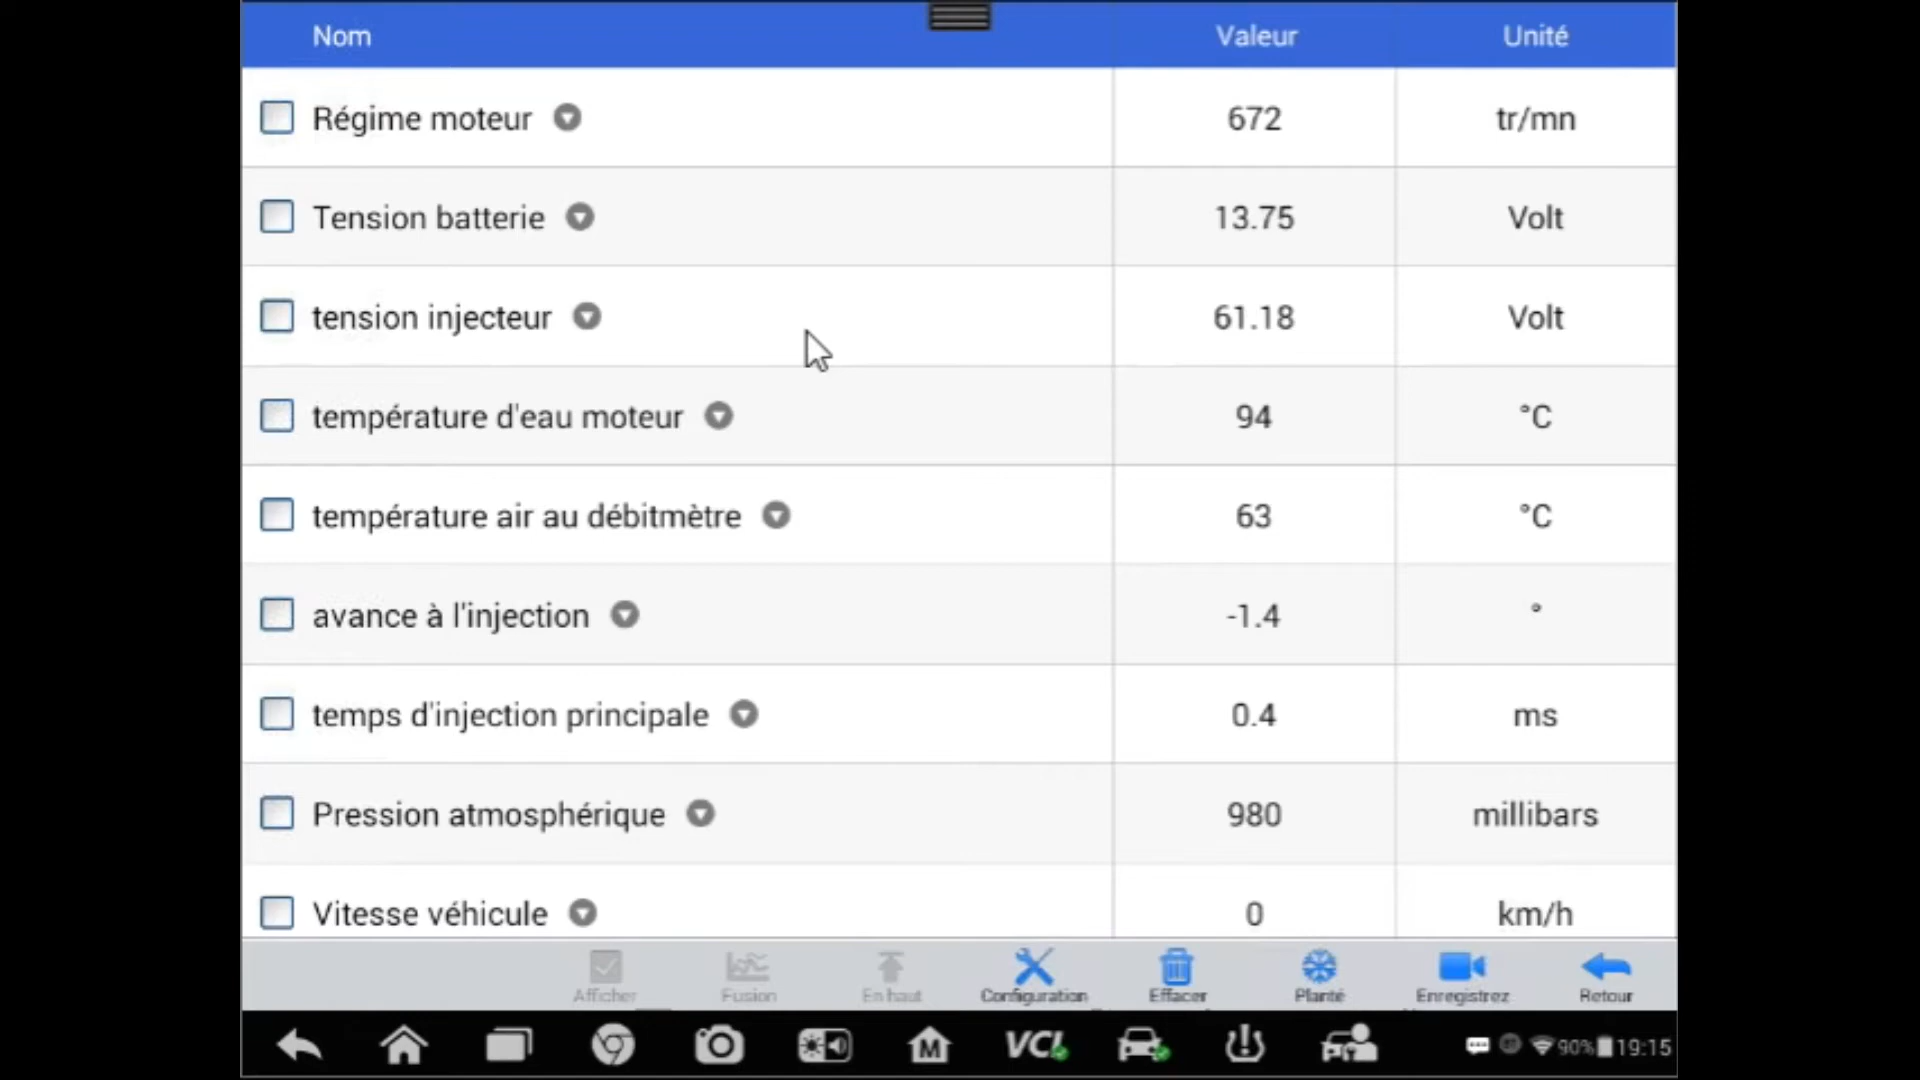 Nom Valeur Unité
Régime moteur 672 tr/mn
Tension batterie 13.75 Volt
tension injecteur 61.18 Volt
température d'eau moteur 94 °C
température air au débitmètre 63 °C
avance à l'injection -1.4 °
temps d'injection principale 0.4 ms
Pression atmosphérique 980 millibars
Vitesse véhicule 0 km/h
Afficher Fusion En haut Configuration Effacer Planté Enregistrez Retour
M VCI 90% 19:15